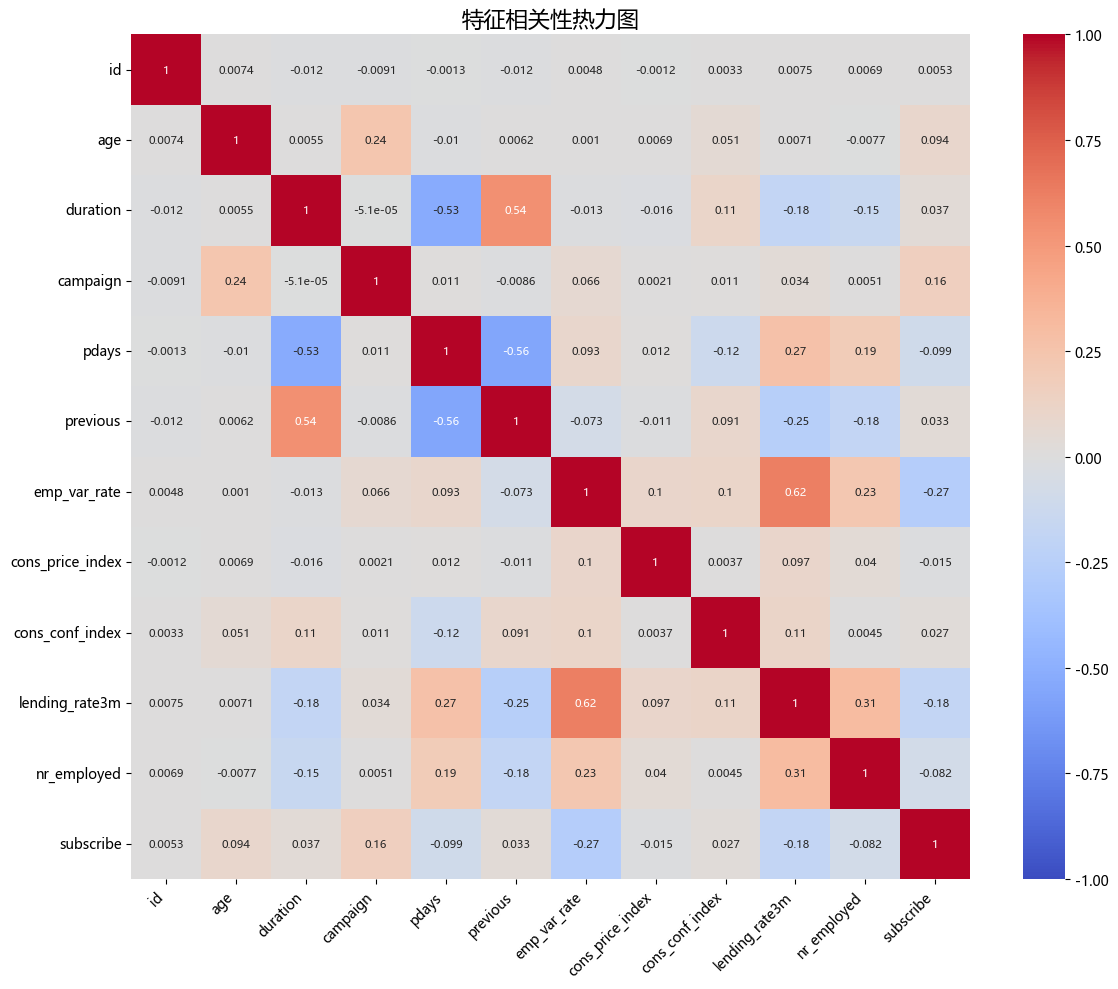 特征相关性热力图
id 1 0.0074 -0.012 -0.0091 -0.0013 -0.012 0.0048 -0.0012 0.0033 0.0075 0.0069 0.0053
age 0.0074 1 0.0055 0.24 -0.01 0.0062 0.001 0.0069 0.051 0.0071 -0.0077 0.094
duration -0.012 0.0055 1 -5.1e-05 -0.53 0.54 -0.013 -0.016 0.11 -0.18 -0.15 0.037
campaign -0.0091 0.24 -5.1e-05 1 0.011 -0.0086 0.066 0.0021 0.011 0.034 0.0051 0.16
pdays -0.0013 -0.01 -0.53 0.011 1 -0.56 0.093 0.012 -0.12 0.27 0.19 -0.099
previous -0.012 0.0062 0.54 -0.0086 -0.56 1 -0.073 -0.011 0.091 -0.25 -0.18 0.033
emp_var_rate 0.0048 0.001 -0.013 0.066 0.093 -0.073 1 0.1 0.1 0.62 0.23 -0.27
cons_price_index -0.0012 0.0069 -0.016 0.0021 0.012 -0.011 0.1 1 0.0037 0.097 0.04 -0.015
cons_conf_index 0.0033 0.051 0.11 0.011 -0.12 0.091 0.1 0.0037 1 0.11 0.0045 0.027
lending_rate3m 0.0075 0.0071 -0.18 0.034 0.27 -0.25 0.62 0.097 0.11 1 0.31 -0.18
nr_employed 0.0069 -0.0077 -0.15 0.0051 0.19 -0.18 0.23 0.04 0.0045 0.31 1 -0.082
subscribe 0.0053 0.094 0.037 0.16 -0.099 0.033 -0.27 -0.015 0.027 -0.18 -0.082 1
id age duration campaign pdays previous emp_var_rate cons_price_index cons_conf_index lending_rate3m nr_employed subscribe
1.00
0.75
0.50
0.25
0.00
-0.25
-0.50
-0.75
-1.00